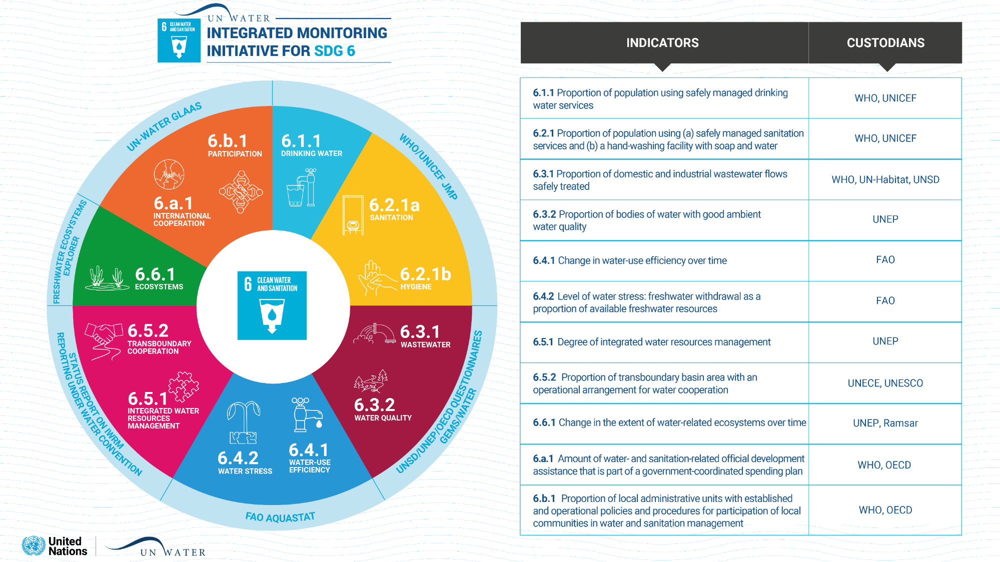 UN WATER
6 CLEAN WATER
AND SANITATION
INTEGRATED MONITORING
INITIATIVE FOR SDG 6
UN-WATER GLAAS
WHO/UNICEF JMP
FRESHWATER ECOSYSTEMS
EXPLORER
UNSD/UNEP/OECD QUESTIONNAIRES
GEMS/WATER
STATUS REPORT ON IWRM
REPORTING UNDER WATER CONVENTION
FAO AQUASTAT
6.b.1
PARTICIPATION
6.1.1
DRINKING WATER
6.a.1
INTERNATIONAL
COOPERATION
6.2.1a
SANITATION
6.6.1
ECOSYSTEMS
6.2.1b
HYGIENE
6 CLEAN WATER
AND SANITATION
6.5.2
TRANSBOUNDARY
COOPERATION
6.3.1
WASTEWATER
6.5.1
INTEGRATED WATER
RESOURCES
MANAGEMENT
6.3.2
WATER QUALITY
6.4.2
WATER STRESS
6.4.1
WATER-USE
EFFICIENCY
United
Nations
UN WATER
INDICATORS
CUSTODIANS
6.1.1 Proportion of population using safely managed drinking
water services
WHO, UNICEF
6.2.1 Proportion of population using (a) safely managed sanitation
services and (b) a hand-washing facility with soap and water
WHO, UNICEF
6.3.1 Proportion of domestic and industrial wastewater flows
safely treated
WHO, UN-Habitat, UNSD
6.3.2 Proportion of bodies of water with good ambient
water quality
UNEP
6.4.1 Change in water-use efficiency over time
FAO
6.4.2 Level of water stress: freshwater withdrawal as a
proportion of available freshwater resources
FAO
6.5.1 Degree of integrated water resources management
UNEP
6.5.2 Proportion of transboundary basin area with an
operational arrangement for water cooperation
UNECE, UNESCO
6.6.1 Change in the extent of water-related ecosystems over time
UNEP, Ramsar
6.a.1 Amount of water- and sanitation-related official development
assistance that is part of a government-coordinated spending plan
WHO, OECD
6.b.1 Proportion of local administrative units with established
and operational policies and procedures for participation of local
communities in water and sanitation management
WHO, OECD